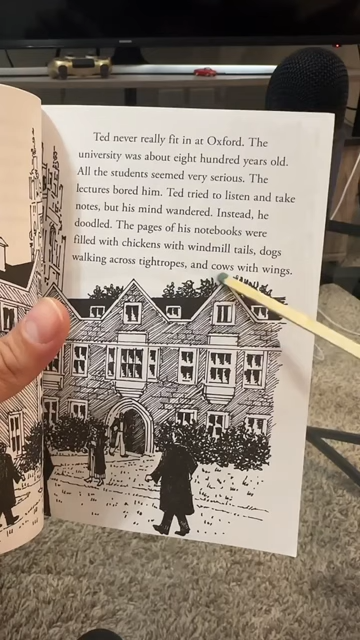 Ted never really fit in at Oxford. The
university was about eight hundred years old.
All the students seemed very serious. The
lectures bored him. Ted tried to listen and take
notes, but his mind wandered. Instead, he
doodled. The pages of his notebooks were
filled with chickens with windmill tails, dogs
walking across tightropes, and cows with wings.